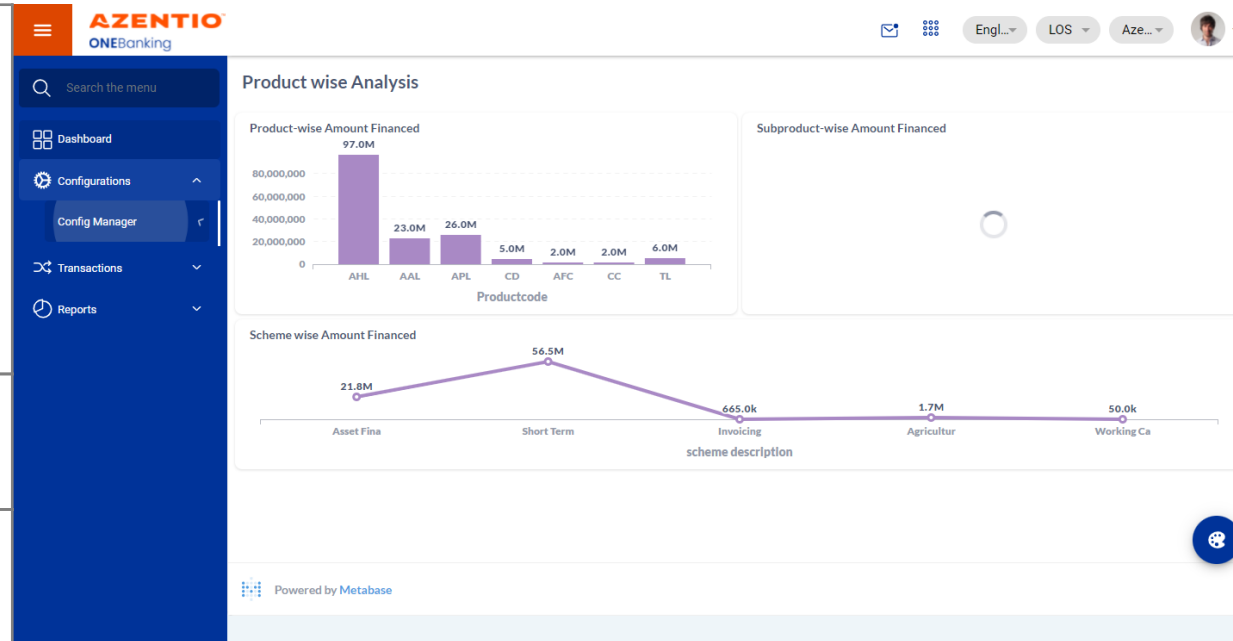 AZENTIO
ONEBanking
Engl...
LOS
Aze...
Search the menu
Dashboard
Configurations
Config Manager
Transactions
Reports
Product wise Analysis
Product-wise Amount Financed
97.0M
80,000,000
60,000,000
40,000,000
20,000,000
0
23.0M
26.0M
5.0M
2.0M
2.0M
6.0M
AHL AAL APL CD AFC CC TL
Productcode
Subproduct-wise Amount Financed
Scheme wise Amount Financed
56.5M
21.8M
665.0k
1.7M
50.0k
Asset Fina Short Term Invoicing Agricultur Working Ca
scheme description
Powered by Metabase